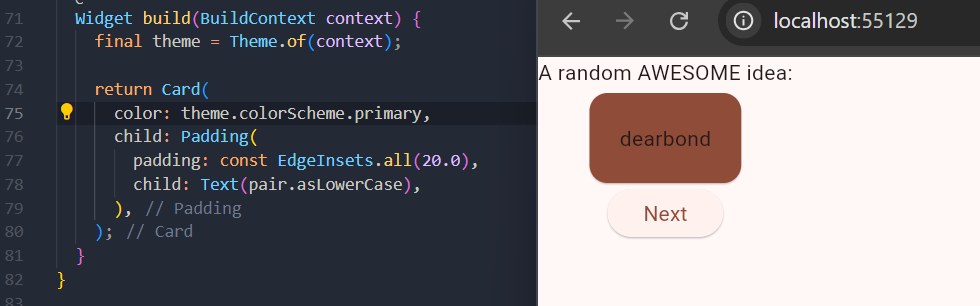 71 Widget build(BuildContext context) {
72 final theme = Theme.of(context);
73
74 return Card(
75 color: theme.colorScheme.primary,
76 child: Padding(
77 padding: const EdgeInsets.all(20.0),
78 child: Text(pair.asLowerCase),
79 ), // Padding
80 ); // Card
81 }
82 }
83
localhost:55129
A random AWESOME idea:
dearbond
Next